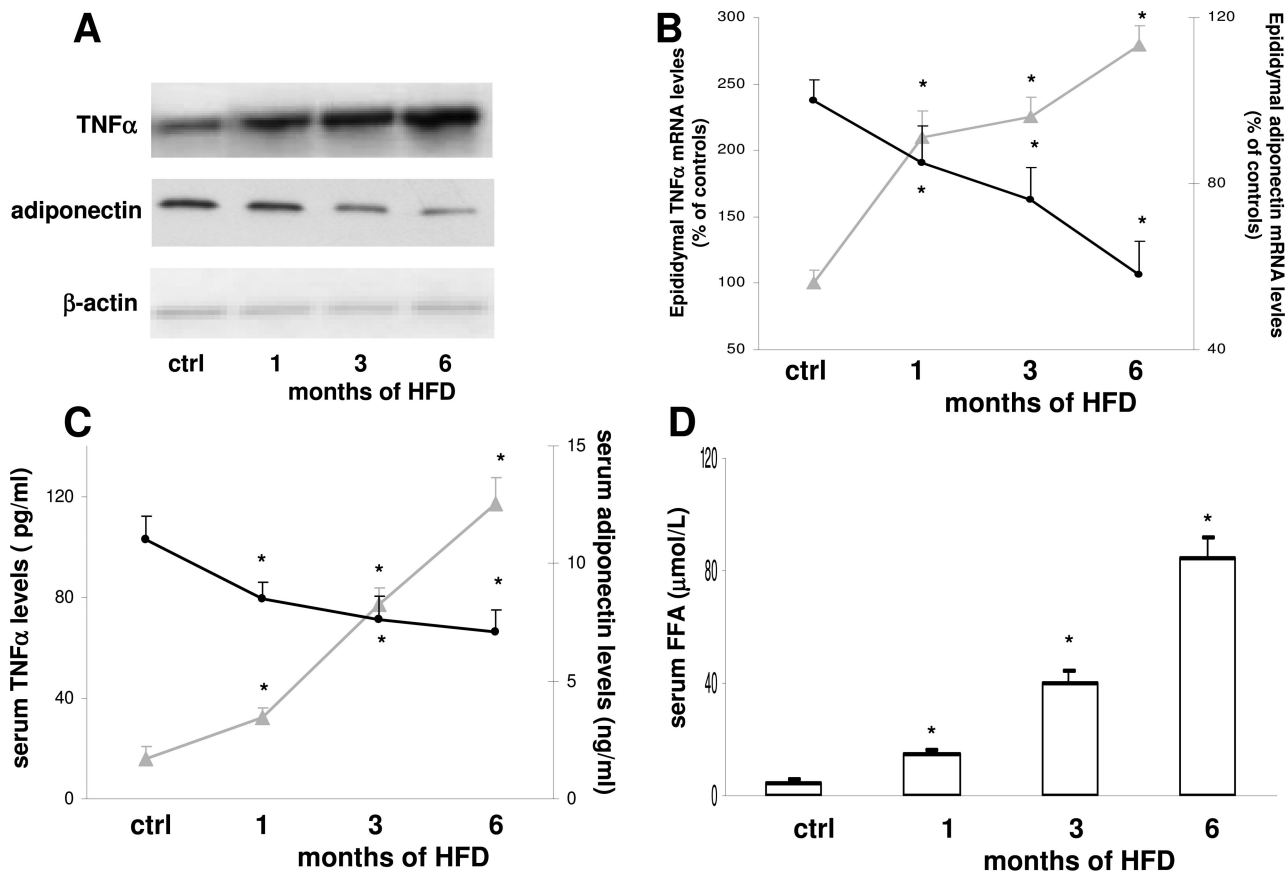 A
TNFα
adiponectin
β-actin
ctrl 1 3 6
months of HFD
B
Epididymal TNFα mRNA levles
(% of controls)
300
250
200
150
100
50
120
80
40
Epididymal adiponectin mRNA levles
(% of controls)
*
*
*
*
*
*
ctrl 1 3 6
months of HFD
C
serum TNFα levels ( pg/ml)
120
80
40
0
15
10
5
0
serum adiponectin levels (ng/ml)
*
*
*
*
*
*
ctrl 1 3 6
months of HFD
D
serum FFA (μmol/L)
120
80
40
0
*
*
*
ctrl 1 3 6
months of HFD